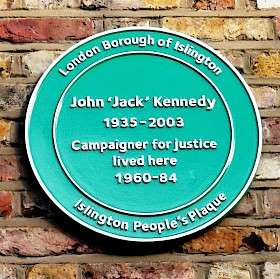 London Borough of Islington
John 'Jack' Kennedy
1935-2003
Campaigner for justice
lived here
1960-84
Islington People's Plaque